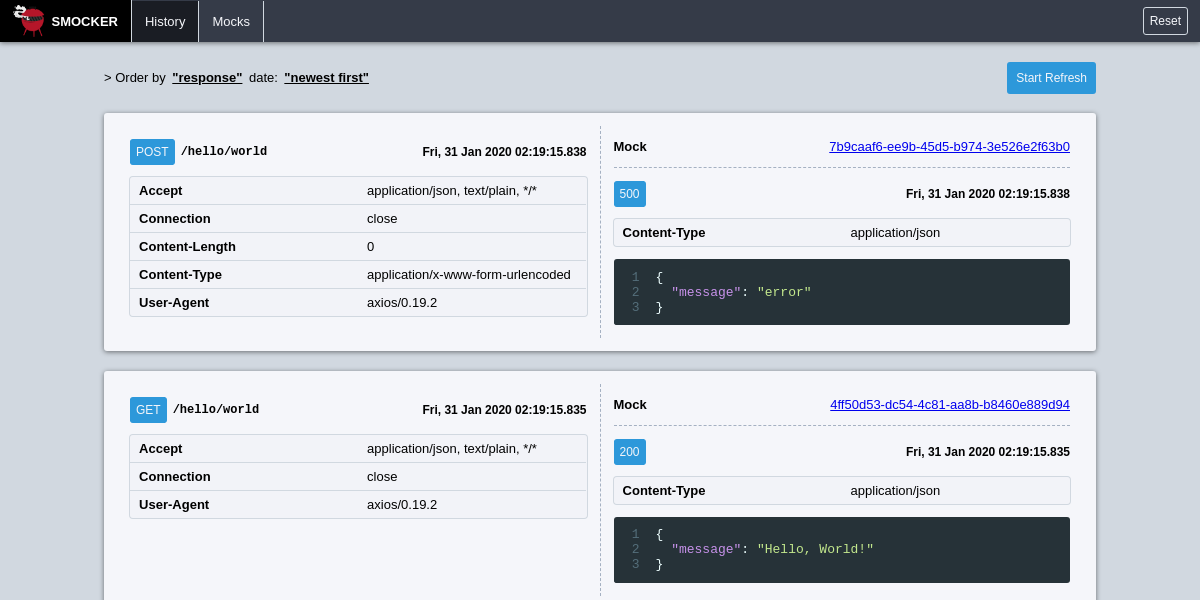 SMOCKER History Mocks Reset
> Order by "response" date: "newest first" Start Refresh
POST /hello/world Fri, 31 Jan 2020 02:19:15.838
Accept application/json, text/plain, */*
Connection close
Content-Length 0
Content-Type application/x-www-form-urlencoded
User-Agent axios/0.19.2
Mock 7b9caaf6-ee9b-45d5-b974-3e526e2f63b0
500 Fri, 31 Jan 2020 02:19:15.838
Content-Type application/json
1 {
2 "message": "error"
3 }
GET /hello/world Fri, 31 Jan 2020 02:19:15.835
Accept application/json, text/plain, */*
Connection close
User-Agent axios/0.19.2
Mock 4ff50d53-dc54-4c81-aa8b-b8460e889d94
200 Fri, 31 Jan 2020 02:19:15.835
Content-Type application/json
1 {
2 "message": "Hello, World!"
3 }